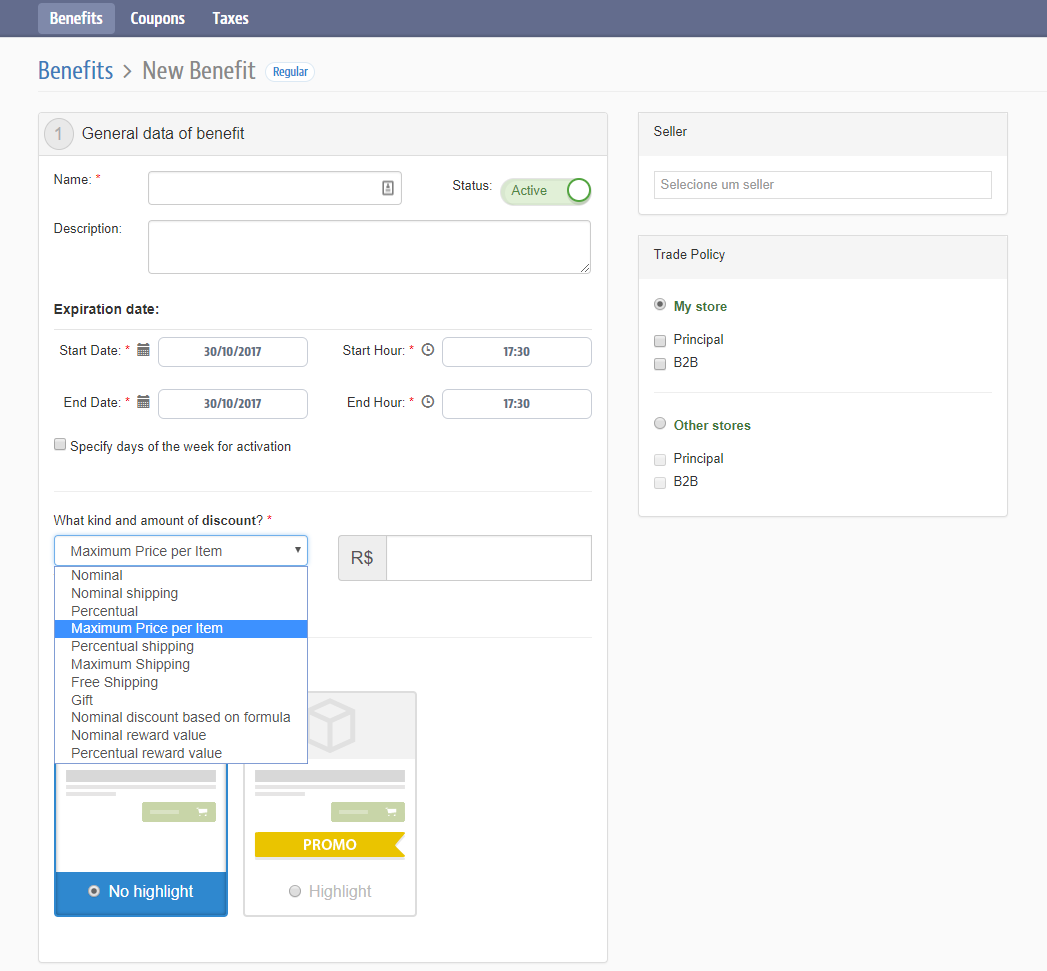 Benefits Coupons Taxes
Benefits > New Benefit Regular
1 General data of benefit
Name: *
Status: Active
Description:
Expiration date:
Start Date: * 30/10/2017 Start Hour: * 17:30
End Date: * 30/10/2017 End Hour: * 17:30
Specify days of the week for activation
What kind and amount of discount? *
Maximum Price per Item
R$
Nominal
Nominal shipping
Percentual
Maximum Price per Item
Percentual shipping
Maximum Shipping
Free Shipping
Gift
Nominal discount based on formula
Nominal reward value
Percentual reward value
PROMO
No highlight
Highlight
Seller
Selecione um seller
Trade Policy
My store
Principal
B2B
Other stores
Principal
B2B